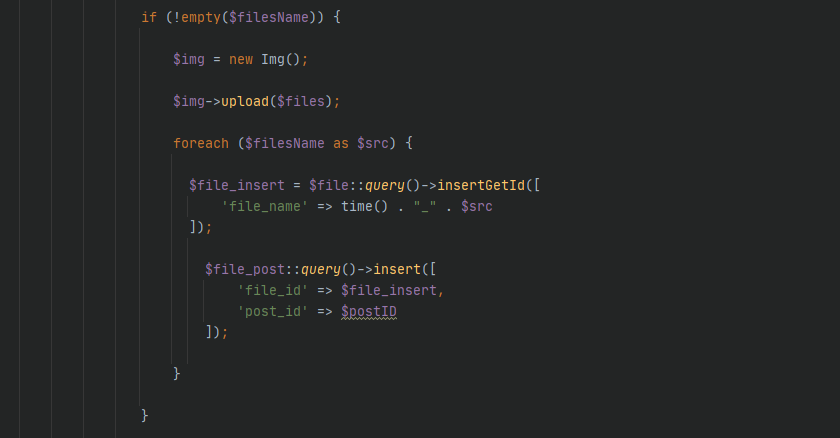 if (!empty($filesName)) {
$img = new Img();
$img->upload($files);
foreach ($filesName as $src) {
$file_insert = $file::query()->insertGetId([
'file_name' => time() . "_" . $src
]);
$file_post::query()->insert([
'file_id' => $file_insert,
'post_id' => $postID
]);
}
}